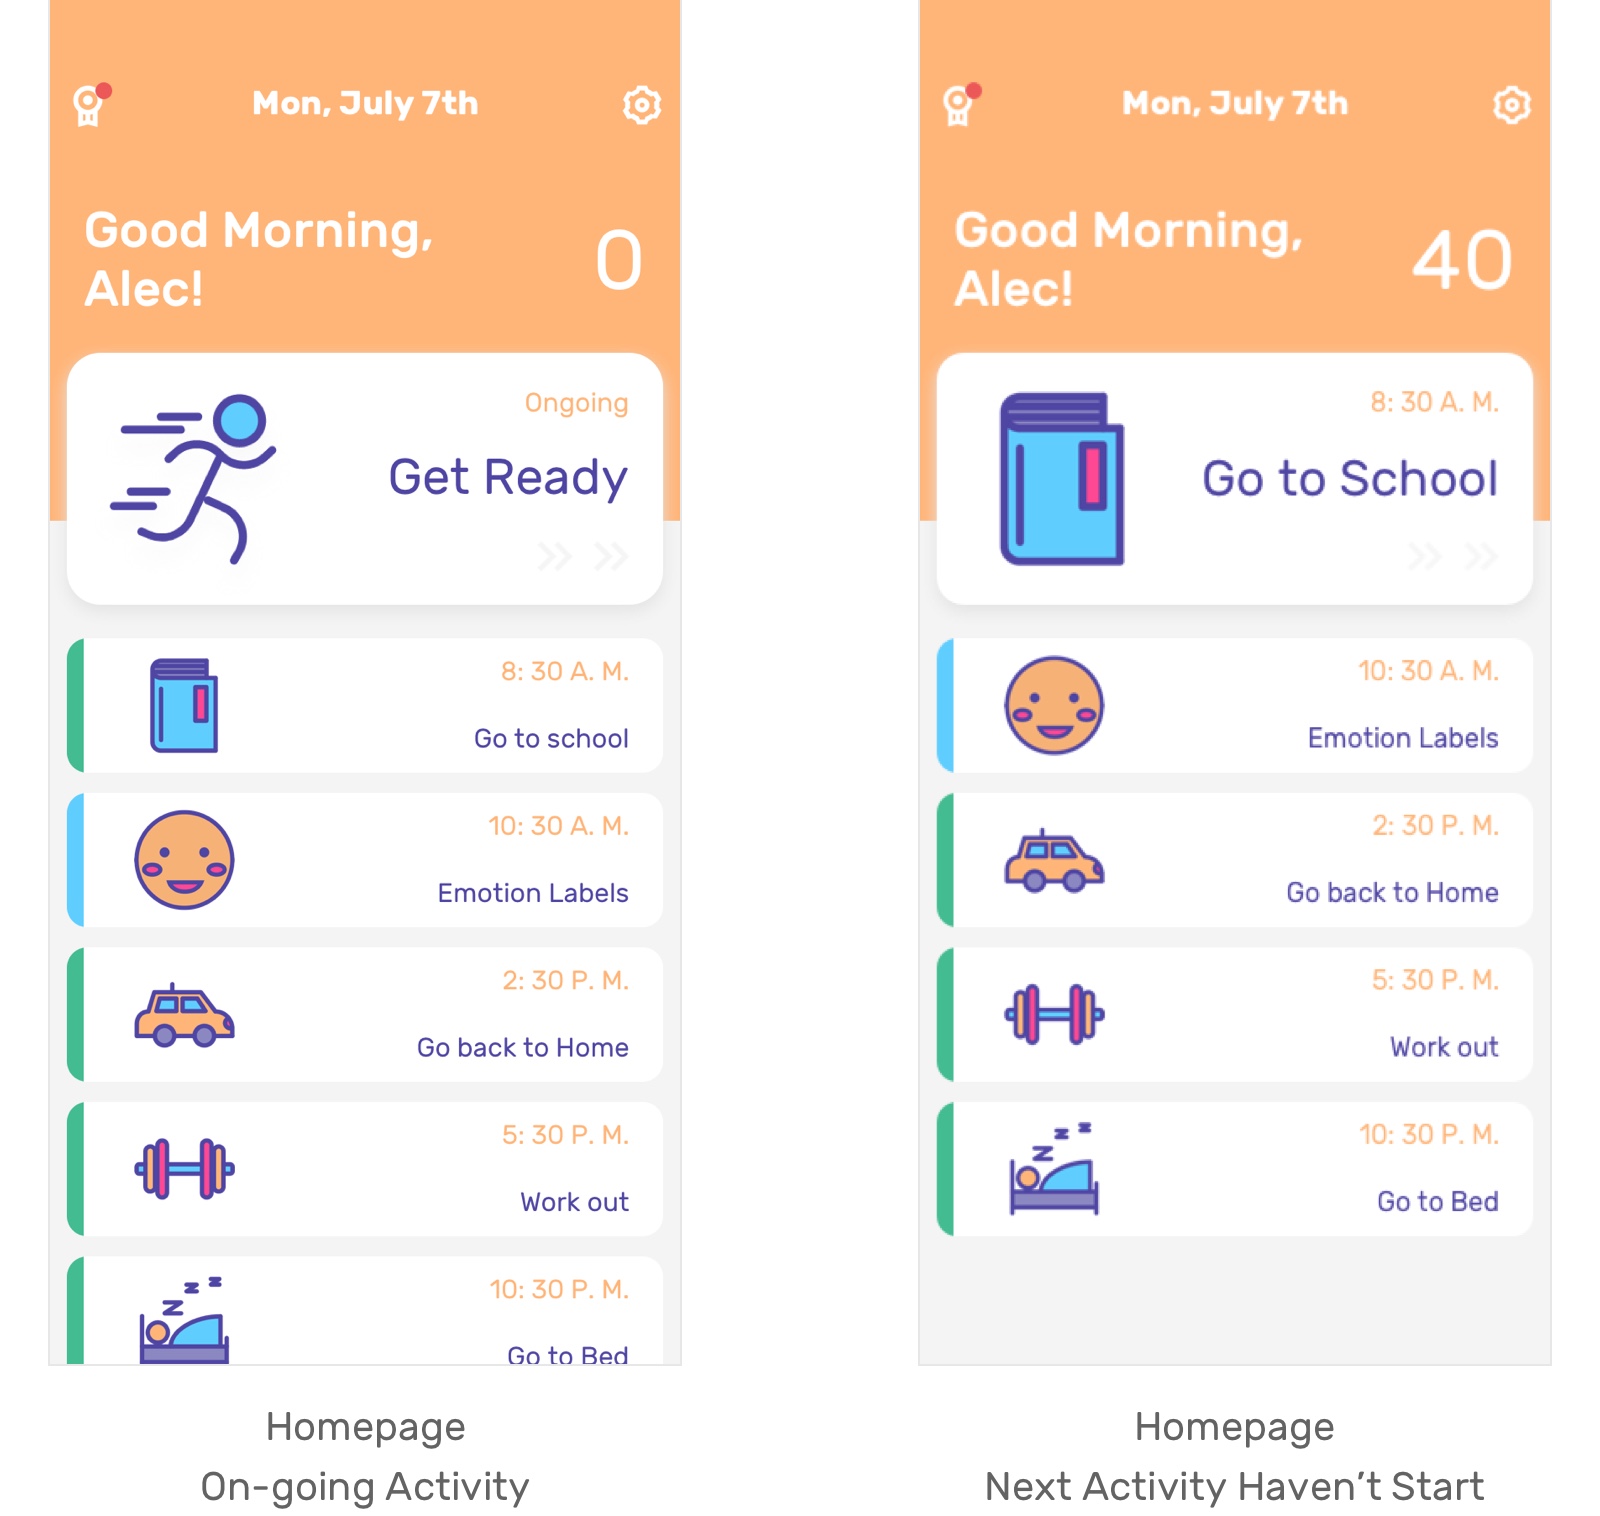 Mon, July 7th
Good Morning,
Alec!
0
Ongoing
Get Ready
8: 30 A. M.
Go to school
10: 30 A. M.
Emotion Labels
2: 30 P. M.
Go back to Home
5: 30 P. M.
Work out
10: 30 P. M.
Go to Bed
Homepage
On-going Activity
Mon, July 7th
Good Morning,
Alec!
40
8: 30 A. M.
Go to School
10: 30 A. M.
Emotion Labels
2: 30 P. M.
Go back to Home
5: 30 P. M.
Work out
10: 30 P. M.
Go to Bed
Homepage
Next Activity Haven’t Start